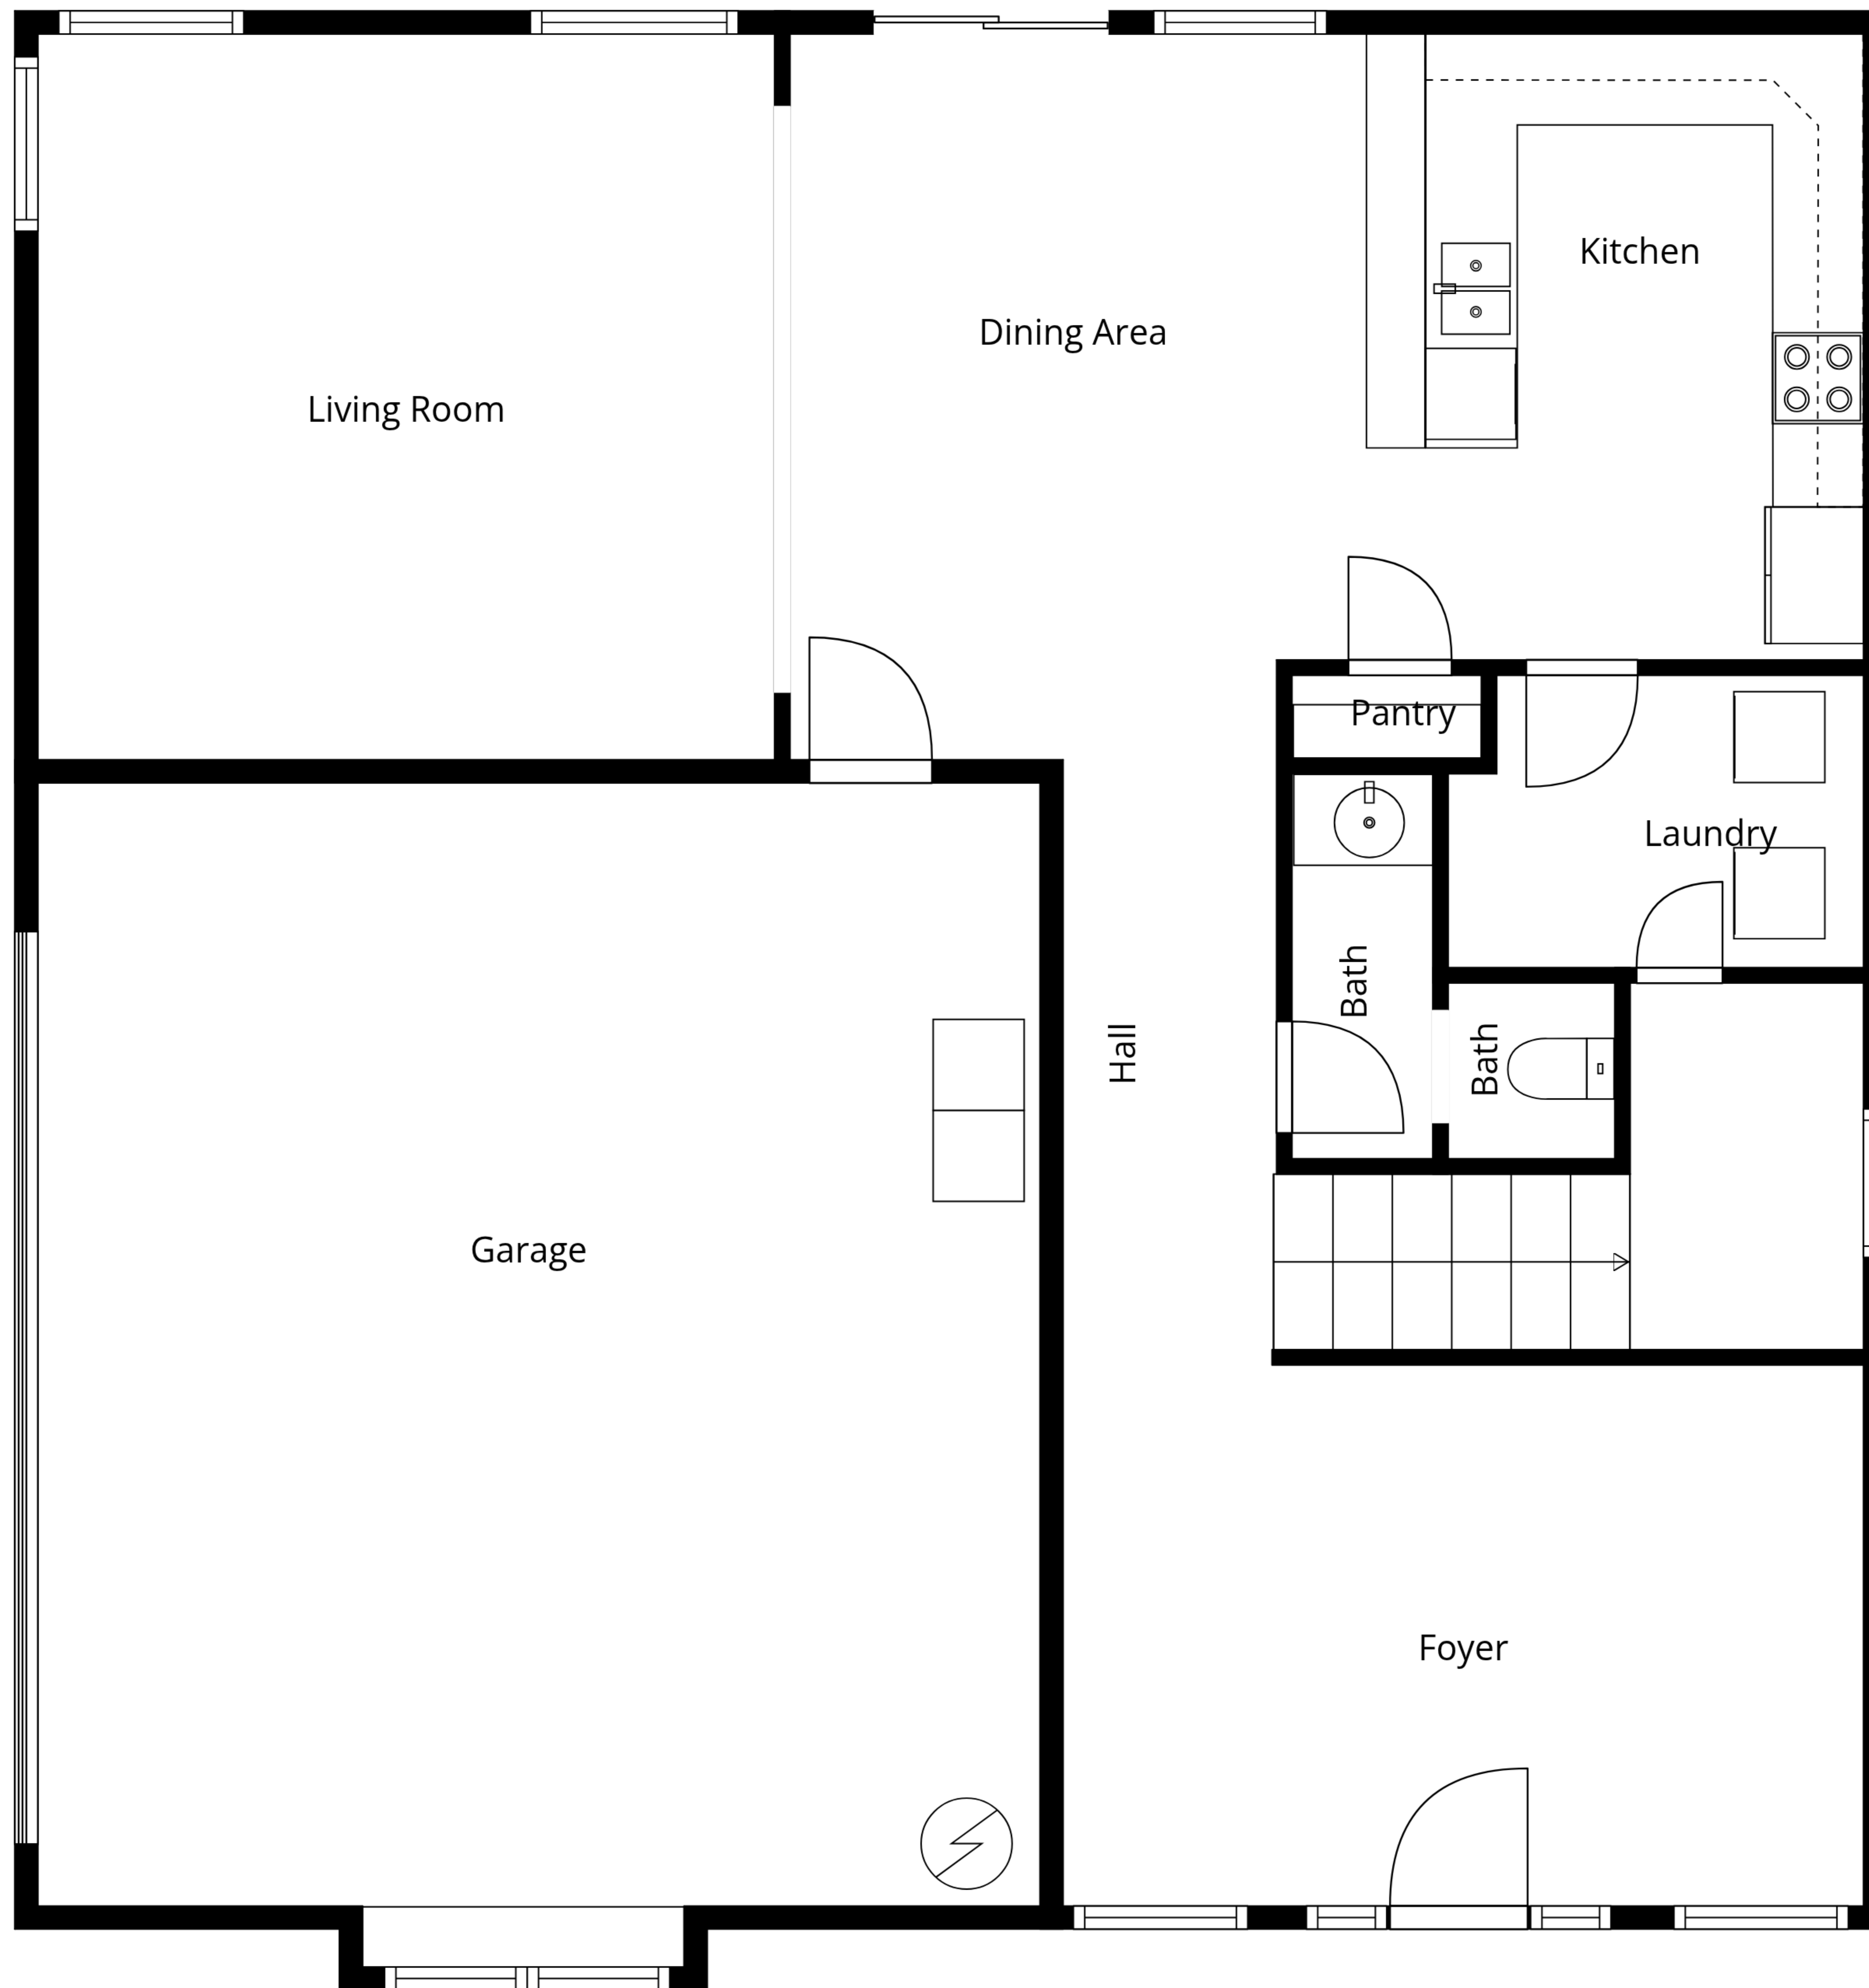 Kitchen
Dining Area
Living Room
Pantry
Laundry
Bath
Hall
Bath
Garage
Foyer